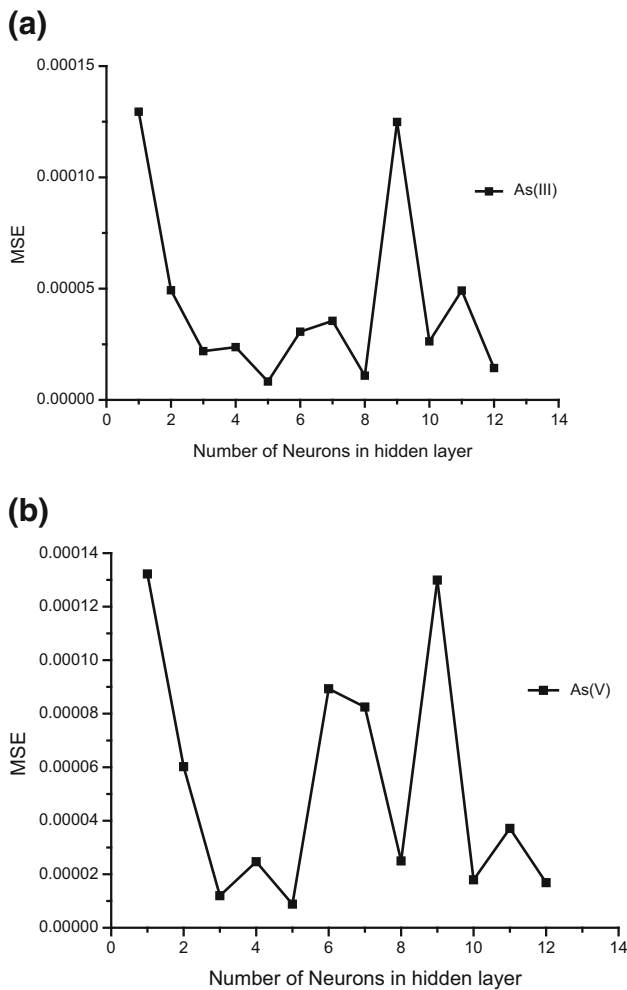 (a)
0.00015
0.00010
0.00005
0.00000
MSE
As(III)
0 2 4 6 8 10 12 14
Number of Neurons in hidden layer
(b)
0.00014
0.00012
0.00010
0.00008
0.00006
0.00004
0.00002
0.00000
MSE
As(V)
0 2 4 6 8 10 12 14
Number of Neurons in hidden layer